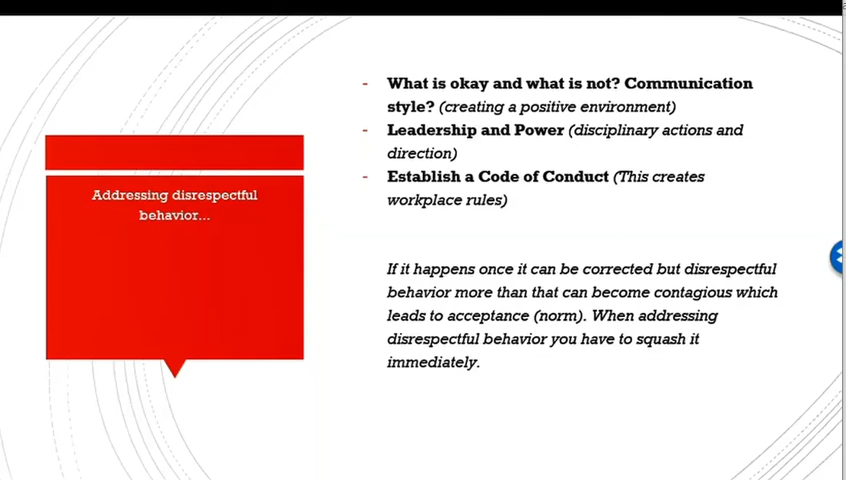 Addressing disrespectful
behavior...
- What is okay and what is not? Communication
style? (creating a positive environment)
- Leadership and Power (disciplinary actions and
direction)
- Establish a Code of Conduct (This creates
workplace rules)
If it happens once it can be corrected but disrespectful
behavior more than that can become contagious which
leads to acceptance (norm). When addressing
disrespectful behavior you have to squash it
immediately.